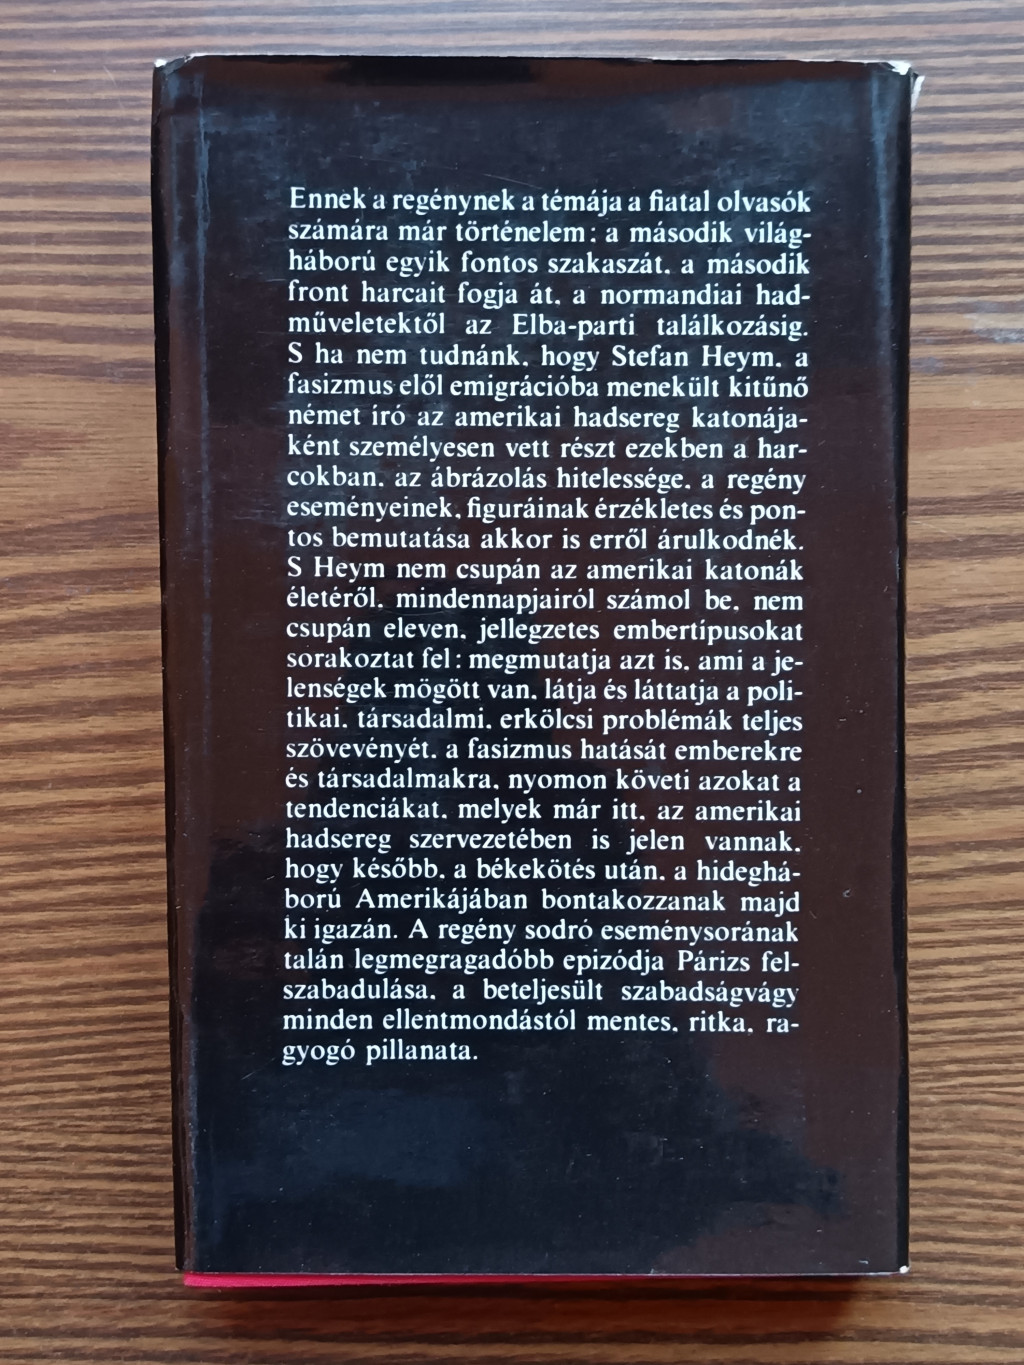 Ennek a regénynek a témája a fiatal olvasók
számára már történelem: a második világ-
háború egyik fontos szakaszát, a második
front harcait fogja át, a normandiai had-
műveletektől az Elba-parti találkozásig.
S ha nem tudnánk, hogy Stefan Heym, a
fasizmus elől emigrációba menekült kitűnő
német író az amerikai hadsereg katonája-
ként személyesen vett részt ezekben a har-
cokban, az ábrázolás hitelessége, a regény
eseményeinek, figuráinak érzékletes és pon-
tos bemutatása akkor is erről árulkodnék.
S Heym nem csupán az amerikai katonák
életéről, mindennapjairól számol be, nem
csupán eleven, jellegzetes embertípusokat
sorakoztat fel: megmutatja azt is, ami a je-
lenségek mögött van, látja és láttatja a poli-
tikai, társadalmi, erkölcsi problémák teljes
szövevényét, a fasizmus hatását emberekre
és társadalmakra, nyomon követi azokat a
tendenciákat, melyek már itt, az amerikai
hadsereg szervezetében is jelen vannak,
hogy később, a békekötés után, a hideghá-
ború Amerikájában bontakozzanak majd
ki igazán. A regény sodró eseménysorának
talán legmegragadóbb epizódja Párizs fel-
szabadulása, a beteljesült szabadságvágy
minden ellentmondástól mentes, ritka, ra-
gyogó pillanata.